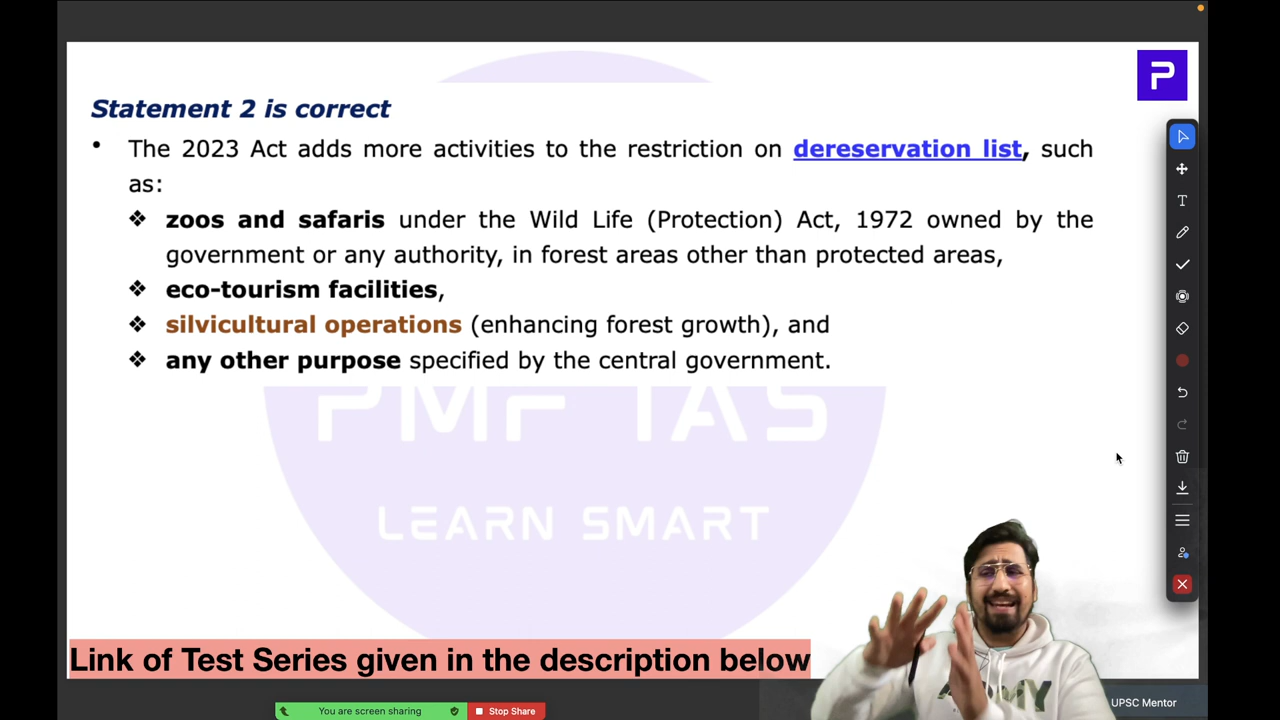 P
Statement 2 is correct
• The 2023 Act adds more activities to the restriction on dereservation list, such
as:
❖ zoos and safaris under the Wild Life (Protection) Act, 1972 owned by the
government or any authority, in forest areas other than protected areas,
❖ eco-tourism facilities,
❖ silvicultural operations (enhancing forest growth), and
❖ any other purpose specified by the central government.
PMF IAS
LEARN SMART
Link of Test Series given in the description below
ARMY
UPSC Mentor
You are screen sharing
Stop Share